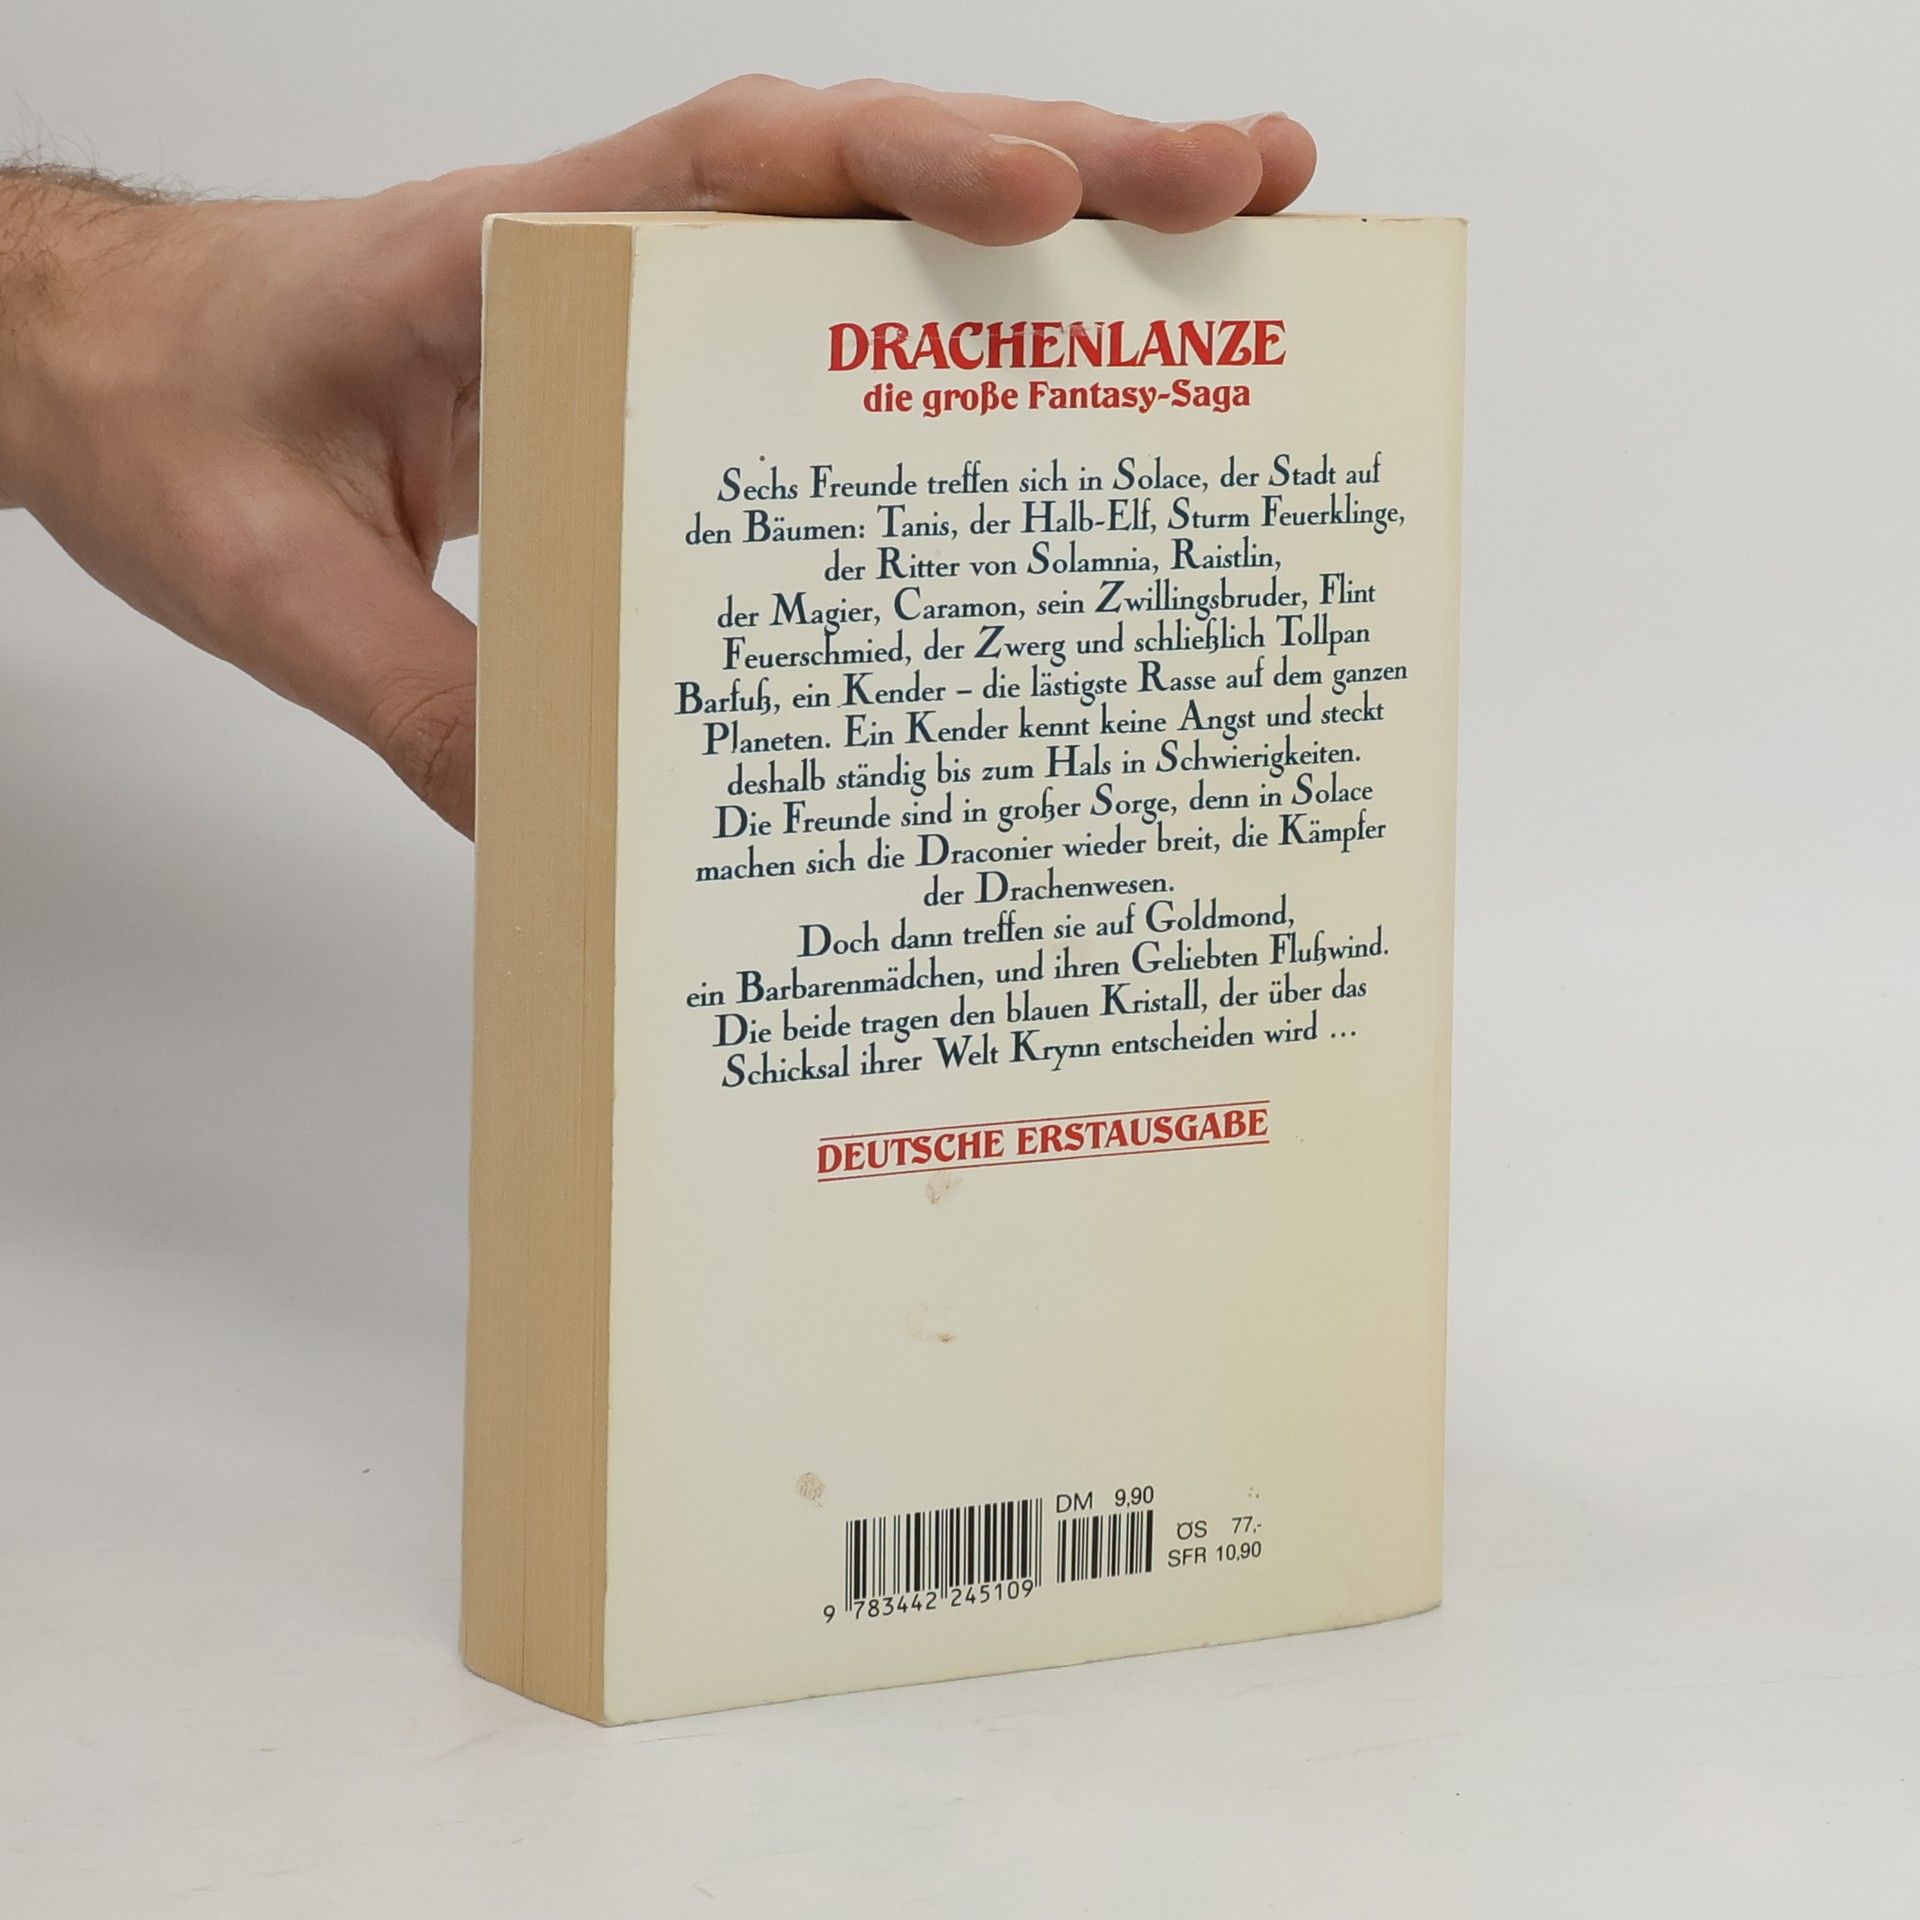 DRACHENLANZE
die große Fantasy-Saga
Sechs Freunde treffen sich in Solace, der Stadt auf
den Bäumen: Tanis, der Halb-Elf, Sturm Feuerklinge,
der Ritter von Solamnia, Raistlin,
der Magier, Caramon, sein Zwillingsbruder, Flint
Feuerschmied, der Zwerg und schließlich Tollpan
Barfuß, ein Kender – die lästigste Rasse auf dem ganzen
Planeten. Ein Kender kennt keine Angst und steckt
deshalb ständig bis zum Hals in Schwierigkeiten.
Die Freunde sind in großer Sorge, denn in Solace
machen sich die Draconier wieder breit, die Kämpfer
der Drachenwesen.
Doch dann treffen sie auf Goldmond,
ein Barbarenmädchen, und ihren Geliebten Flußwind.
Die beide tragen den blauen Kristall, der über das
Schicksal ihrer Welt Krynn entscheiden wird ...
DEUTSCHE ERSTAUSGABE
DM 9,90
ÖS 77,-
SFR 10,90
9 783442 245109